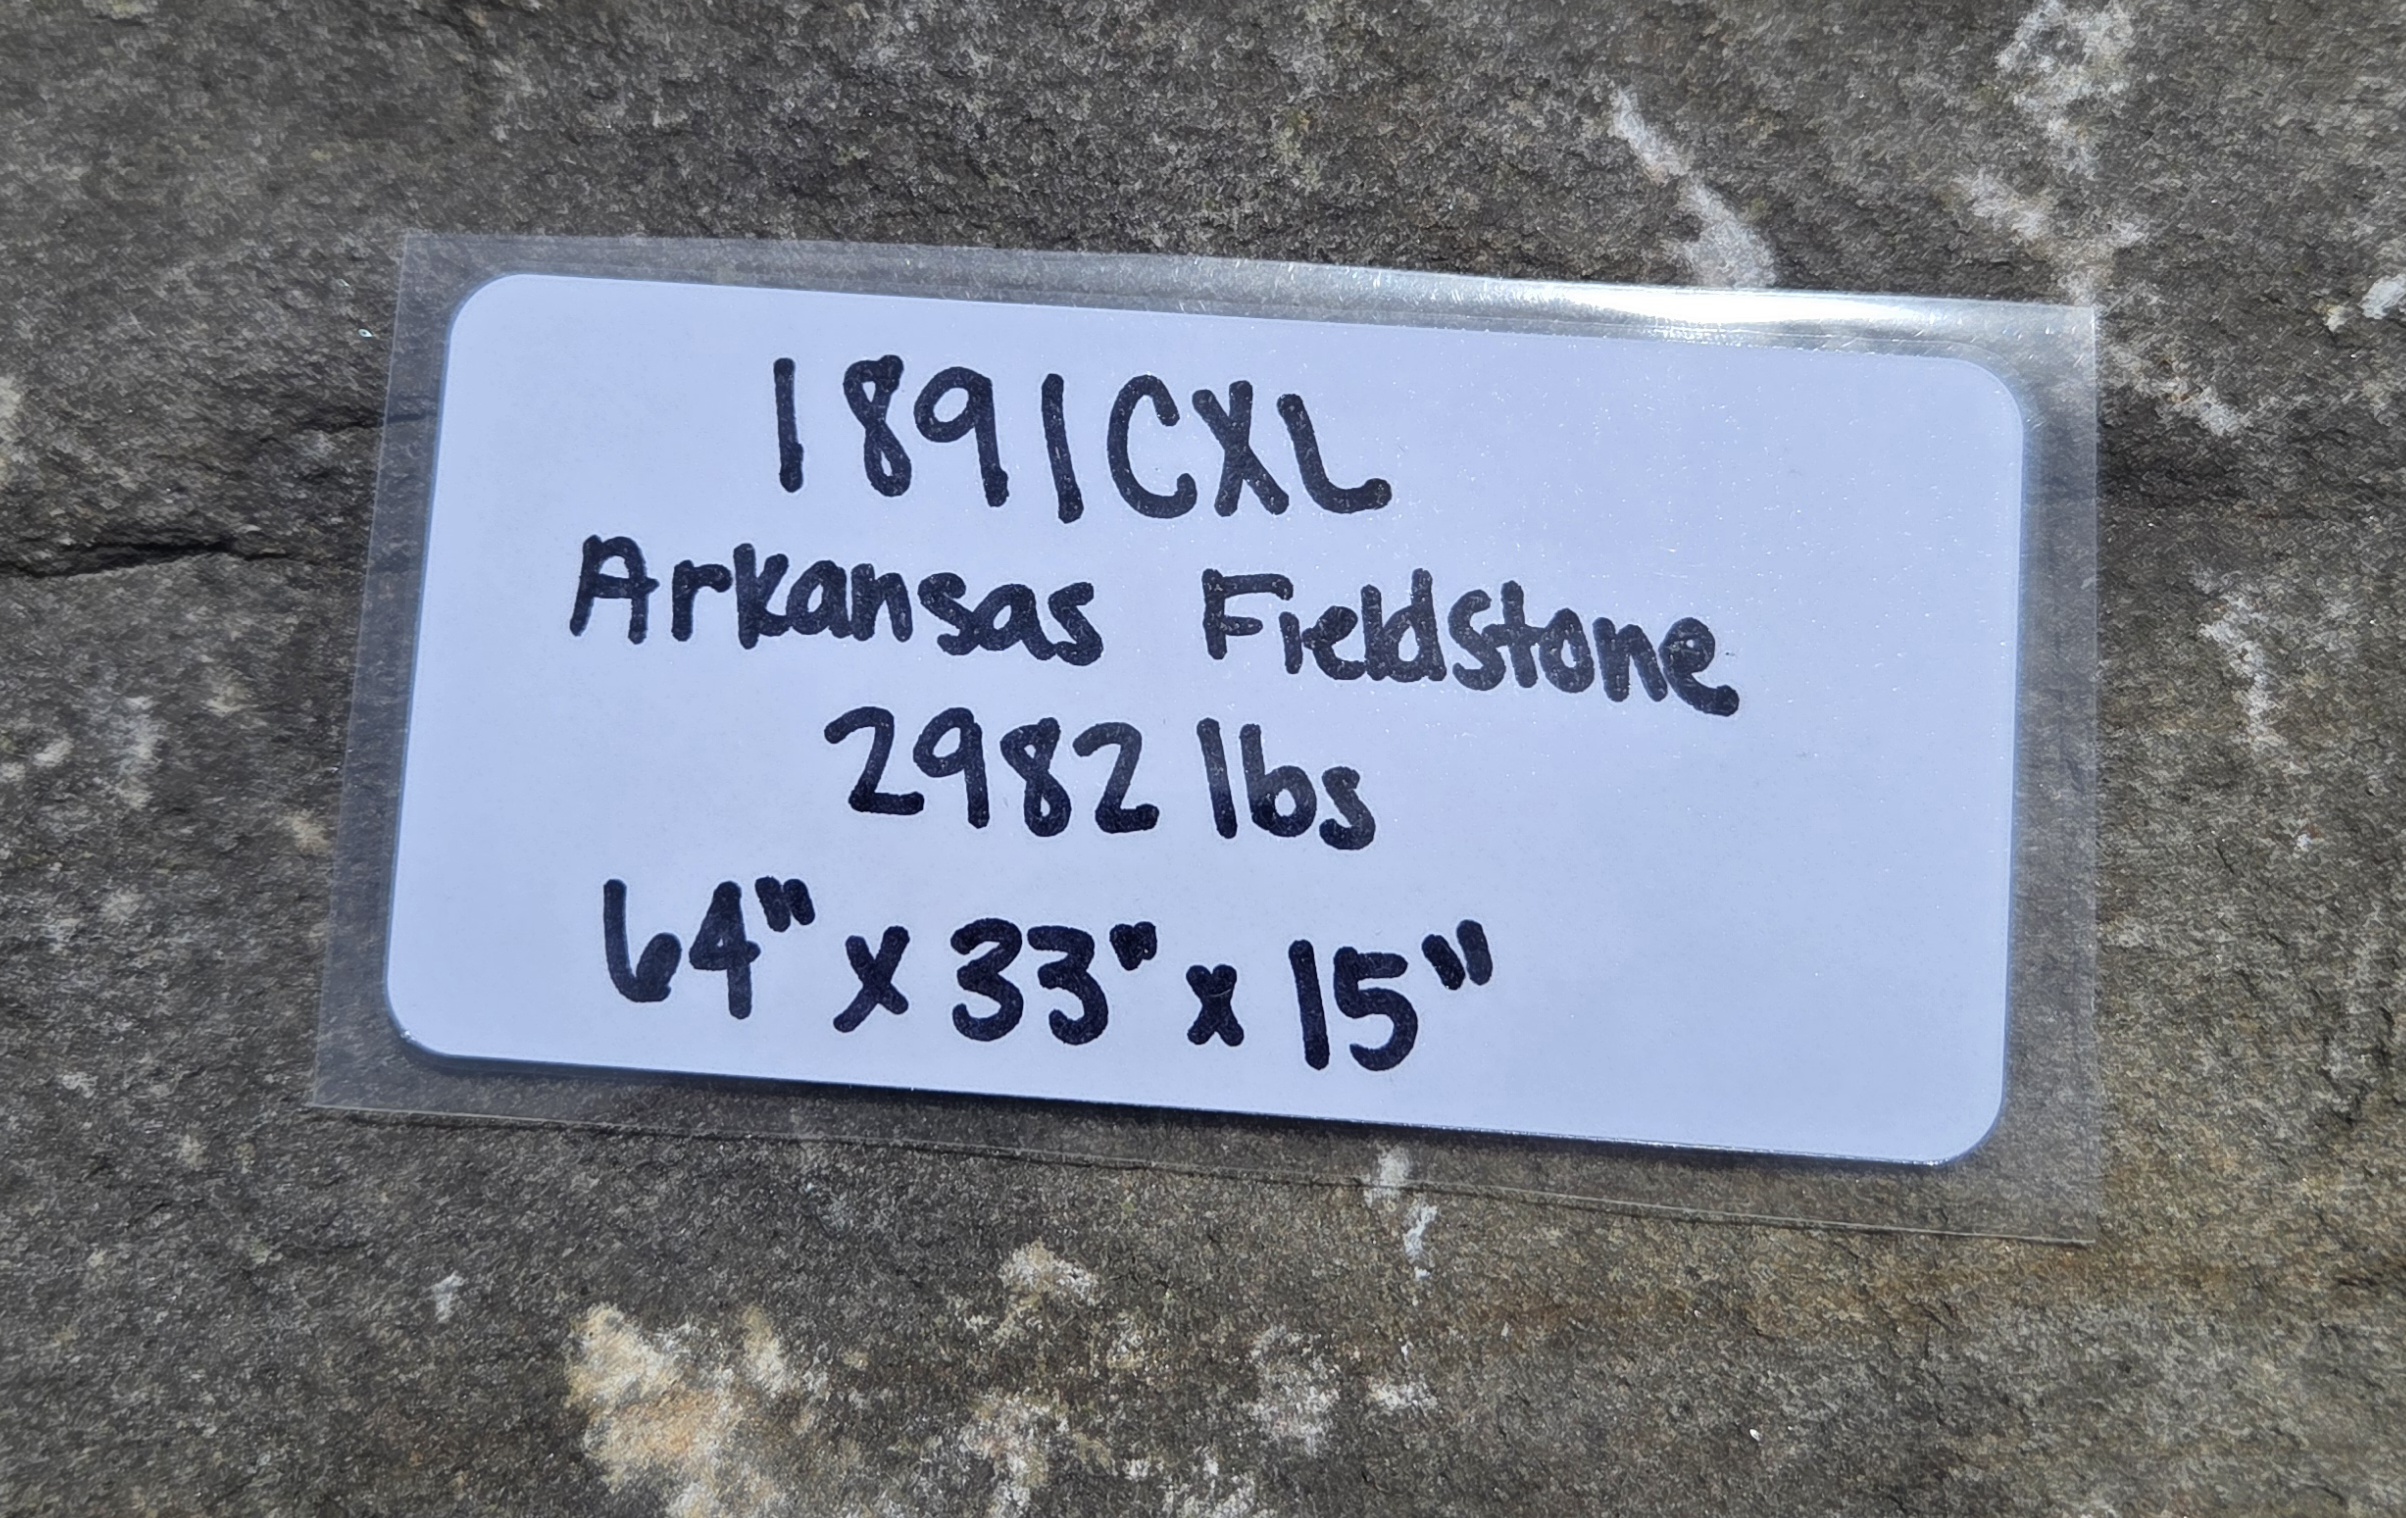 1891CXL
Arkansas Fieldstone
2982 lbs
64" x 33" x 15"